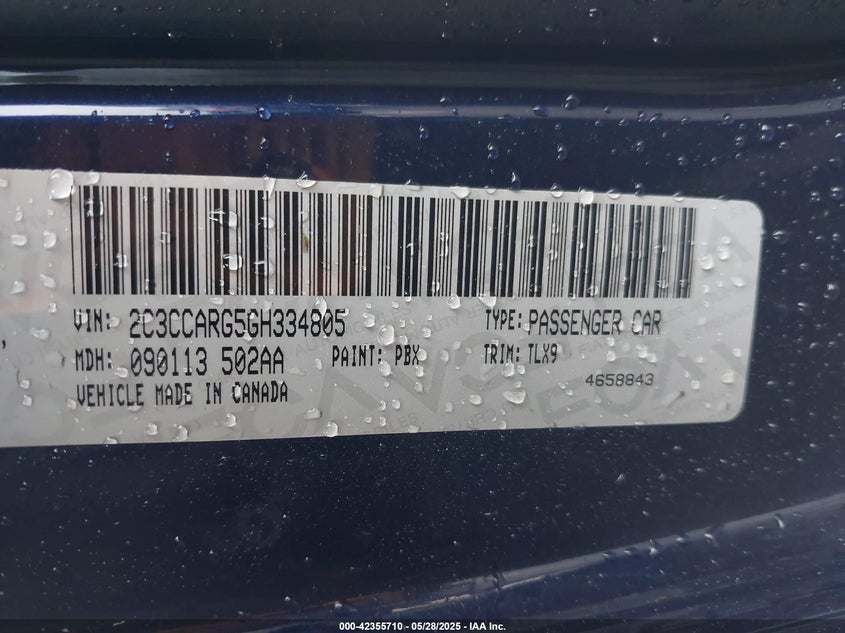 VIN: 2C3CCARG5GH334805 TYPE: PASSENGER CAR
MDH: 090113 502AA PAINT: PBX TRIM: TLX9
VEHICLE MADE IN CANADA 4658843
000-42355710 - 05/28/2025 - IAA Inc.